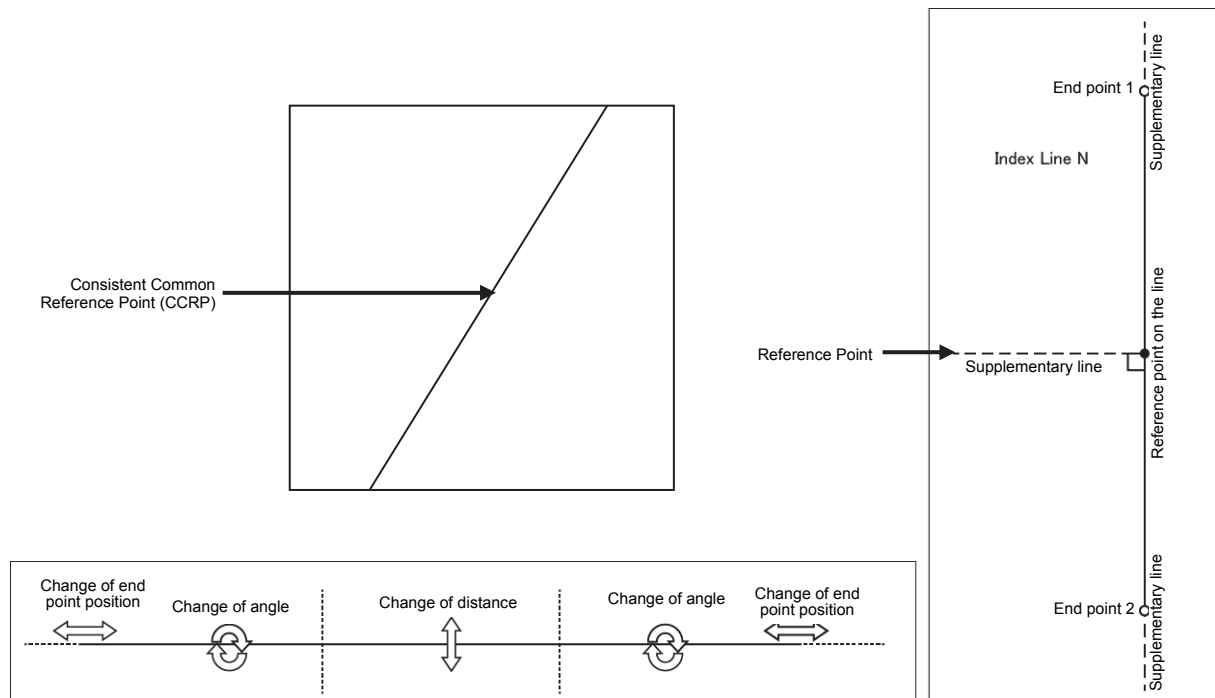 Consistent Common
Reference Point (CCRP)
End point 1
Supplementary line
Index Line N
Reference point on the line
Reference Point
Supplementary line
End point 2
Supplementary line
Change of end
point position
Change of angle
Change of distance
Change of angle
Change of end
point position